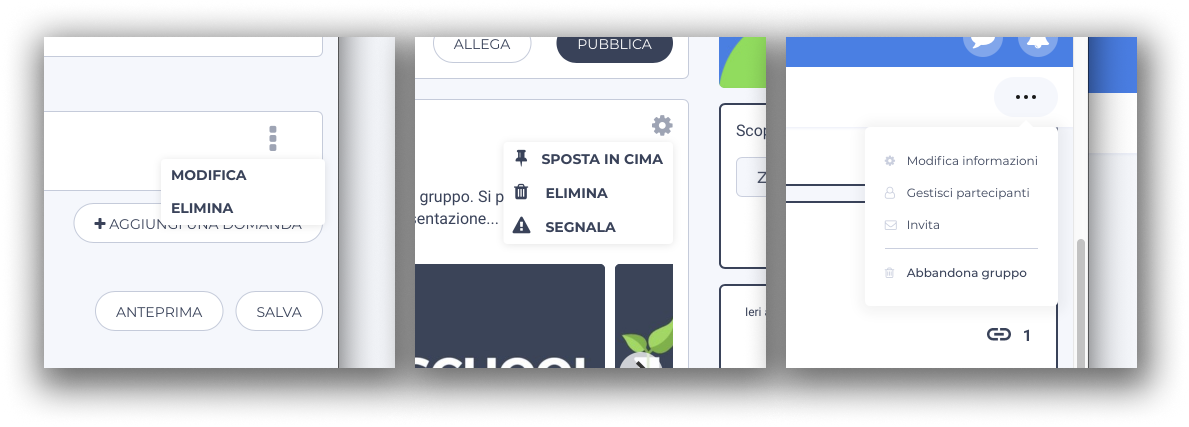 MODIFICA
ELIMINA
+ AGGIUNGI UNA DOMANDA
ANTEPRIMA
SALVA
ALLEGA
PUBBLICA
SPOSTA IN CIMA
gruppo. Si p
ELIMINA
sentazione...
SEGNALA
SCHOOL
Scop
Z
Ieri a
Modifica informazioni
Gestisci partecipanti
Invita
Abbandona gruppo
1